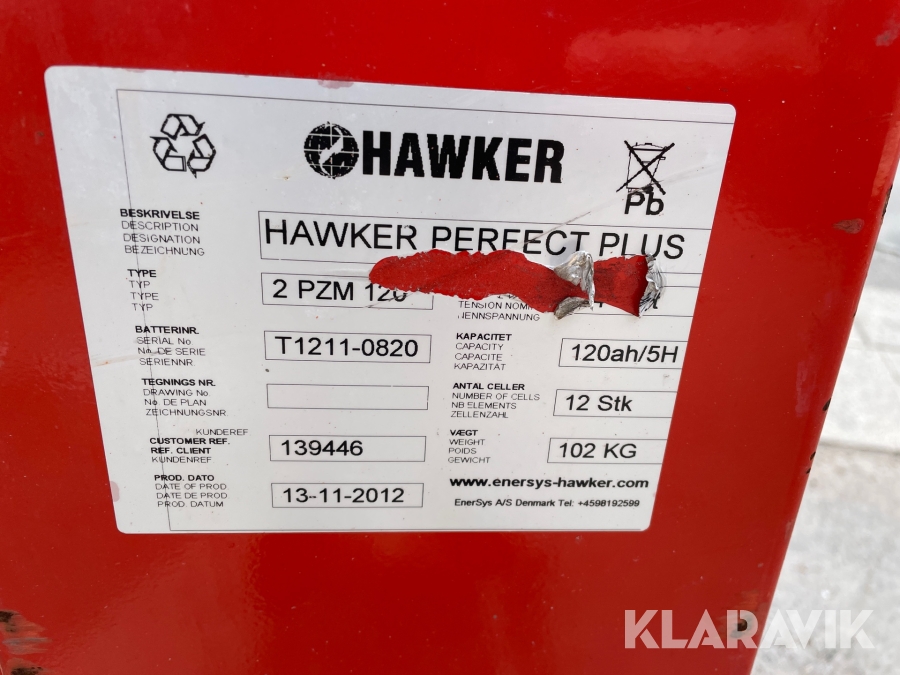 HAWKER
Pb
BESKRIVELSE
DESCRIPTION
DESIGNATION
BEZEICHNUNG
HAWKER PERFECT PLUS
TYPE
TYP
TYPE
TYP
2 PZM 120
TENSION NOMI
NENNSPANNUNG
BATTERINR.
SERIAL No
No. DE SERIE
SERIENNR.
T1211-0820
KAPACITET
CAPACITY
CAPACITE
KAPAZITÄT
120ah/5H
TEGNINGS NR.
DRAWING No
No. DE PLAN
ZEICHNUNGSNR.
ANTAL CELLER
NUMBER OF CELLS
NB ELEMENTS
ZELLENZAHL
12 Stk
KUNDEREF
CUSTOMER REF.
REF. CLIENT
KUNDENREF
139446
VÆGT
WEIGHT
POIDS
GEWICHT
102 KG
PROD. DATO
DATE OF PROD
DATE DE PROD
PROD. DATUM
13-11-2012
www.enersys-hawker.com
EnerSys A/S Denmark Tel: +4598192599
KLARAVIK